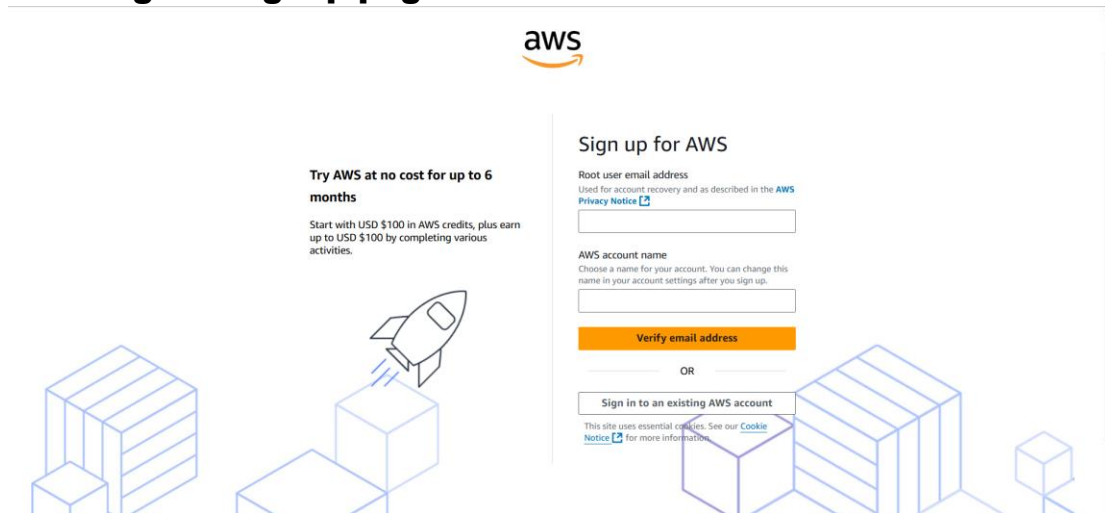 aws
Try AWS at no cost for up to 6
months
Start with USD $100 in AWS credits, plus earn
up to USD $100 by completing various
activities.
Sign up for AWS
Root user email address
Used for account recovery and as described in the AWS
Privacy Notice
AWS account name
Choose a name for your account. You can change this
name in your account settings after you sign up.
Verify email address
OR
Sign in to an existing AWS account
This site uses essential cookies. See our Cookie
Notice for more information.